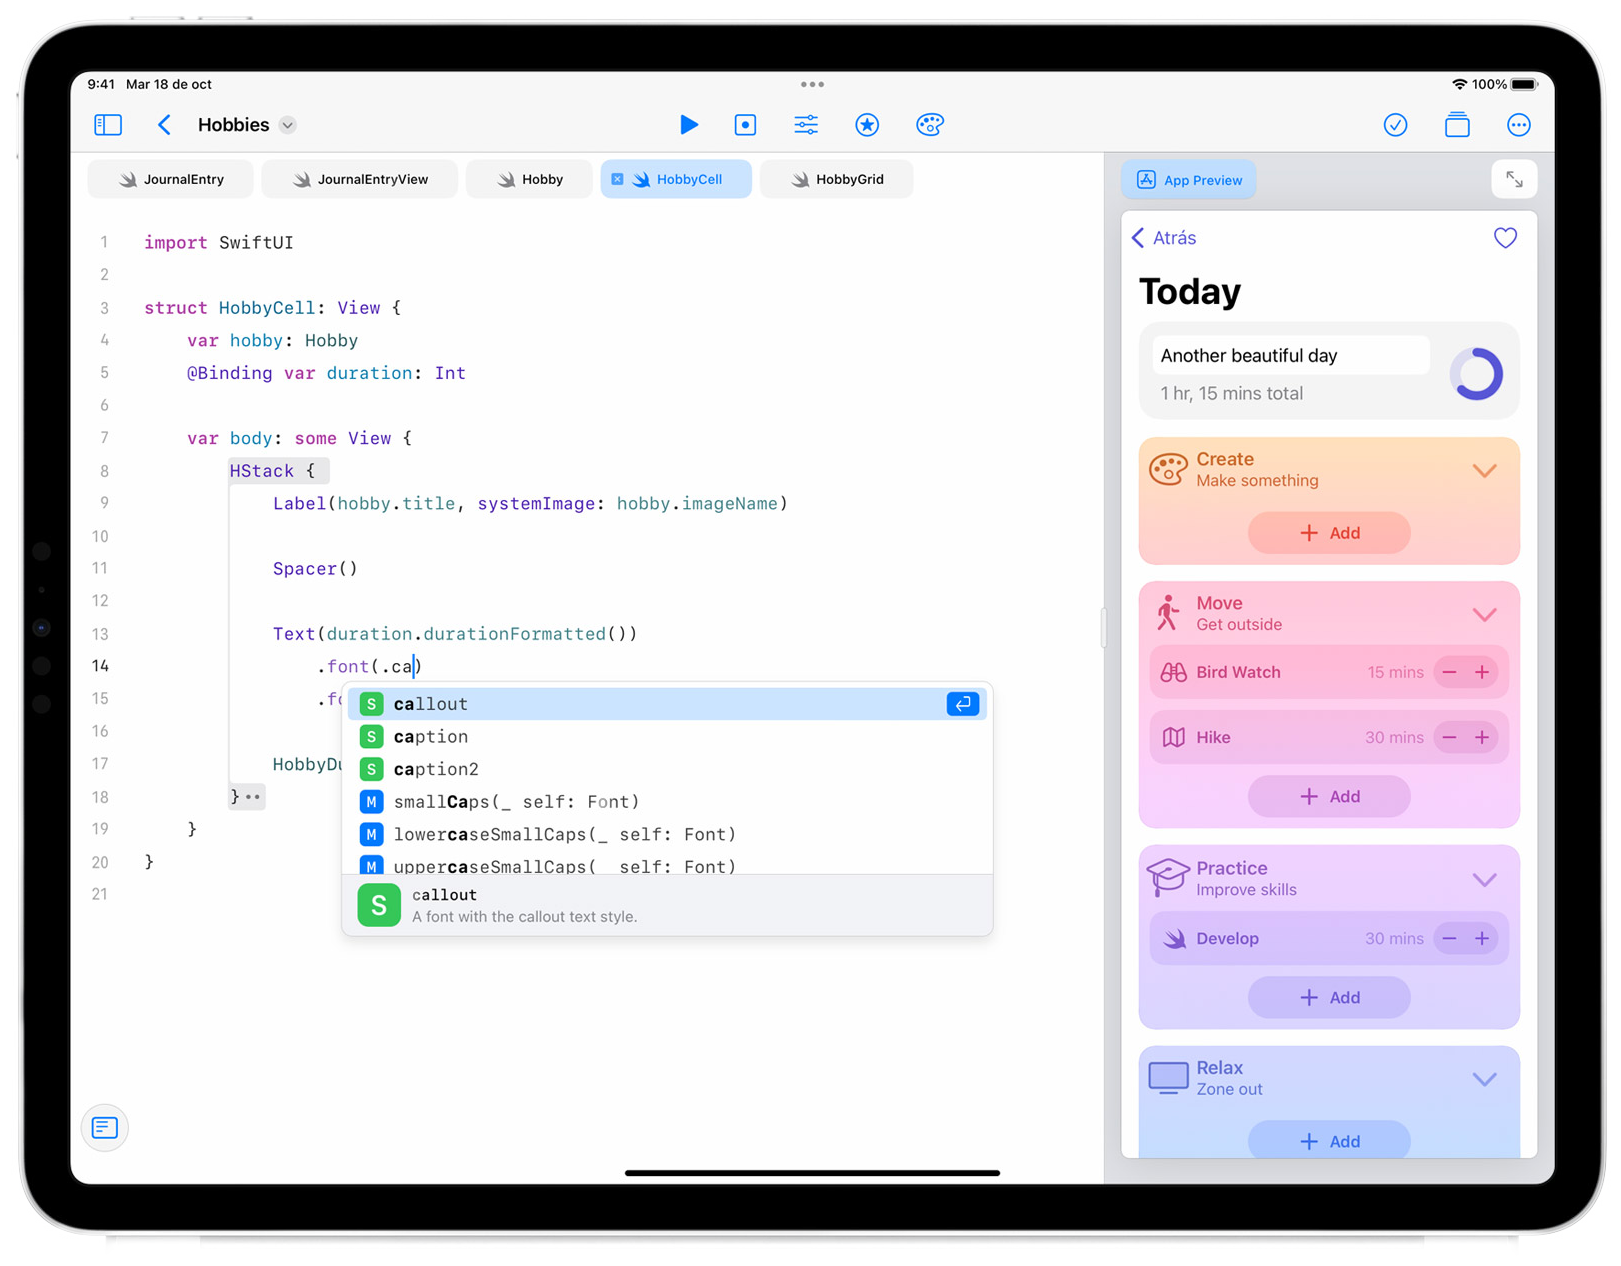 9:41 Mar 18 de oct
100%
Hobbies
JournalEntry
JournalEntryView
Hobby
HobbyCell
HobbyGrid
1 import SwiftUI
2
3 struct HobbyCell: View {
4 var hobby: Hobby
5 @Binding var duration: Int
6
7 var body: some View {
8 HStack {
9 Label(hobby.title, systemImage: hobby.imageName)
10
11 Spacer()
12
13 Text(duration.durationFormatted())
14 .font(.ca)
15 .fo
16
17 HobbyDu
18 }
19 }
20 }
21
S callout
S caption
S caption2
M smallCaps(_ self: Font)
M lowercaseSmallCaps(_ self: Font)
M uppercaseSmallCaps(_ self: Font)
S callout
A font with the callout text style.
App Preview
Atrás
Today
Another beautiful day
1 hr, 15 mins total
Create
Make something
+ Add
Move
Get outside
Bird Watch 15 mins − +
Hike 30 mins − +
+ Add
Practice
Improve skills
Develop 30 mins − +
+ Add
Relax
Zone out
+ Add